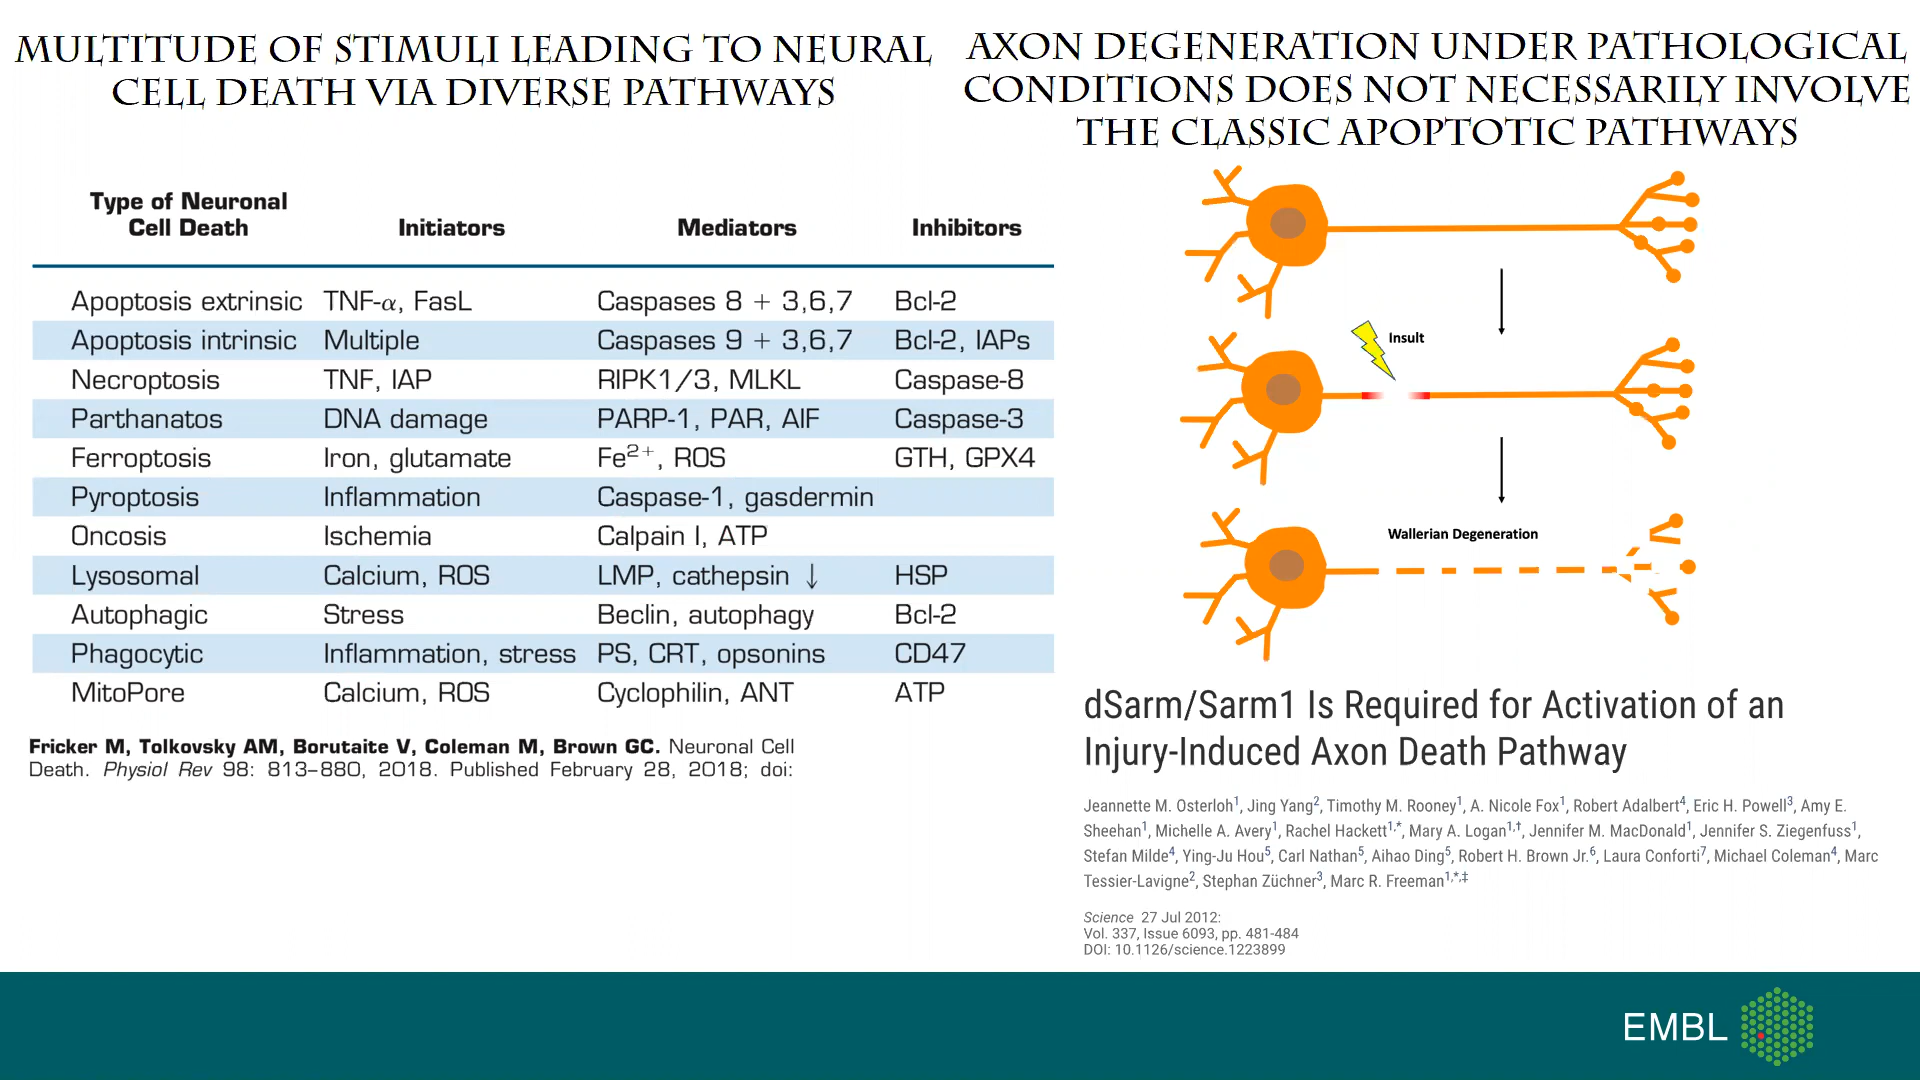 MULTITUDE OF STIMULI LEADING TO NEURAL
CELL DEATH VIA DIVERSE PATHWAYS
Type of Neuronal
Cell Death Initiators Mediators Inhibitors
Apoptosis extrinsic TNF-α, FasL Caspases 8 + 3,6,7 Bcl-2
Apoptosis intrinsic Multiple Caspases 9 + 3,6,7 Bcl-2, IAPs
Necroptosis TNF, IAP RIPK1/3, MLKL Caspase-8
Parthanatos DNA damage PARP-1, PAR, AIF Caspase-3
Ferroptosis Iron, glutamate Fe²⁺, ROS GTH, GPX4
Pyroptosis Inflammation Caspase-1, gasdermin
Oncosis Ischemia Calpain I, ATP
Lysosomal Calcium, ROS LMP, cathepsin ↓ HSP
Autophagic Stress Beclin, autophagy Bcl-2
Phagocytic Inflammation, stress PS, CRT, opsonins CD47
MitoPore Calcium, ROS Cyclophilin, ANT ATP
Fricker M, Tolkovsky AM, Borutaite V, Coleman M, Brown GC. Neuronal Cell
Death. Physiol Rev 98: 813–880, 2018. Published February 28, 2018; doi:
AXON DEGENERATION UNDER PATHOLOGICAL
CONDITIONS DOES NOT NECESSARILY INVOLVE
THE CLASSIC APOPTOTIC PATHWAYS
Insult
Wallerian Degeneration
dSarm/Sarm1 Is Required for Activation of an
Injury-Induced Axon Death Pathway
Jeannette M. Osterloh¹, Jing Yang², Timothy M. Rooney¹, A. Nicole Fox¹, Robert Adalbert⁴, Eric H. Powell³, Amy E.
Sheehan¹, Michelle A. Avery¹, Rachel Hackett¹,*, Mary A. Logan¹,†, Jennifer M. MacDonald¹, Jennifer S. Ziegenfuss¹,
Stefan Milde⁴, Ying-Ju Hou⁵, Carl Nathan⁵, Aihao Ding⁵, Robert H. Brown Jr.⁶, Laura Conforti⁷, Michael Coleman⁴, Marc
Tessier-Lavigne², Stephan Züchner³, Marc R. Freeman¹,*,‡
Science 27 Jul 2012:
Vol. 337, Issue 6093, pp. 481-484
DOI: 10.1126/science.1223899
EMBL